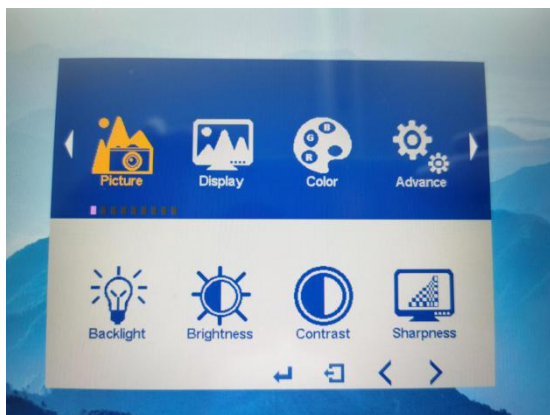 Picture
Display
R G B
Color
Advance
Backlight
Brightness
Contrast
Sharpness